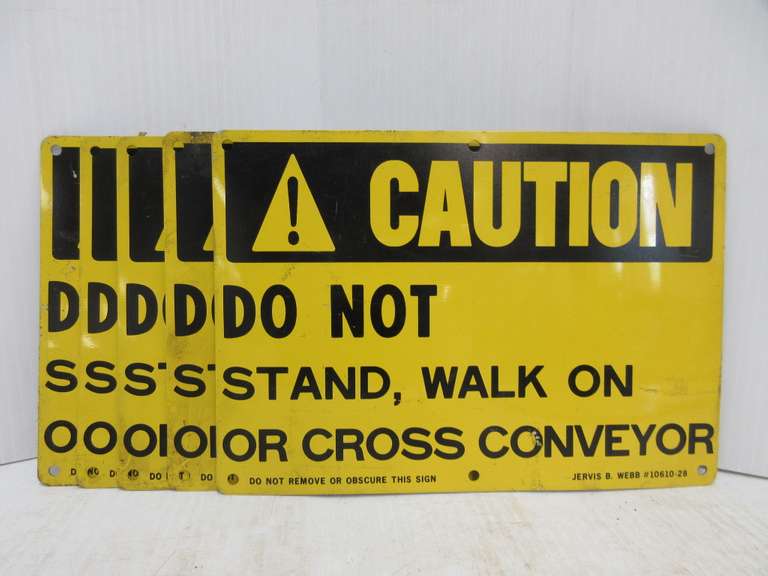 CAUTION
DO NOT
STAND, WALK ON
OR CROSS CONVEYOR
DO NOT REMOVE OR OBSCURE THIS SIGN
JERVIS B. WEBB #10610-28